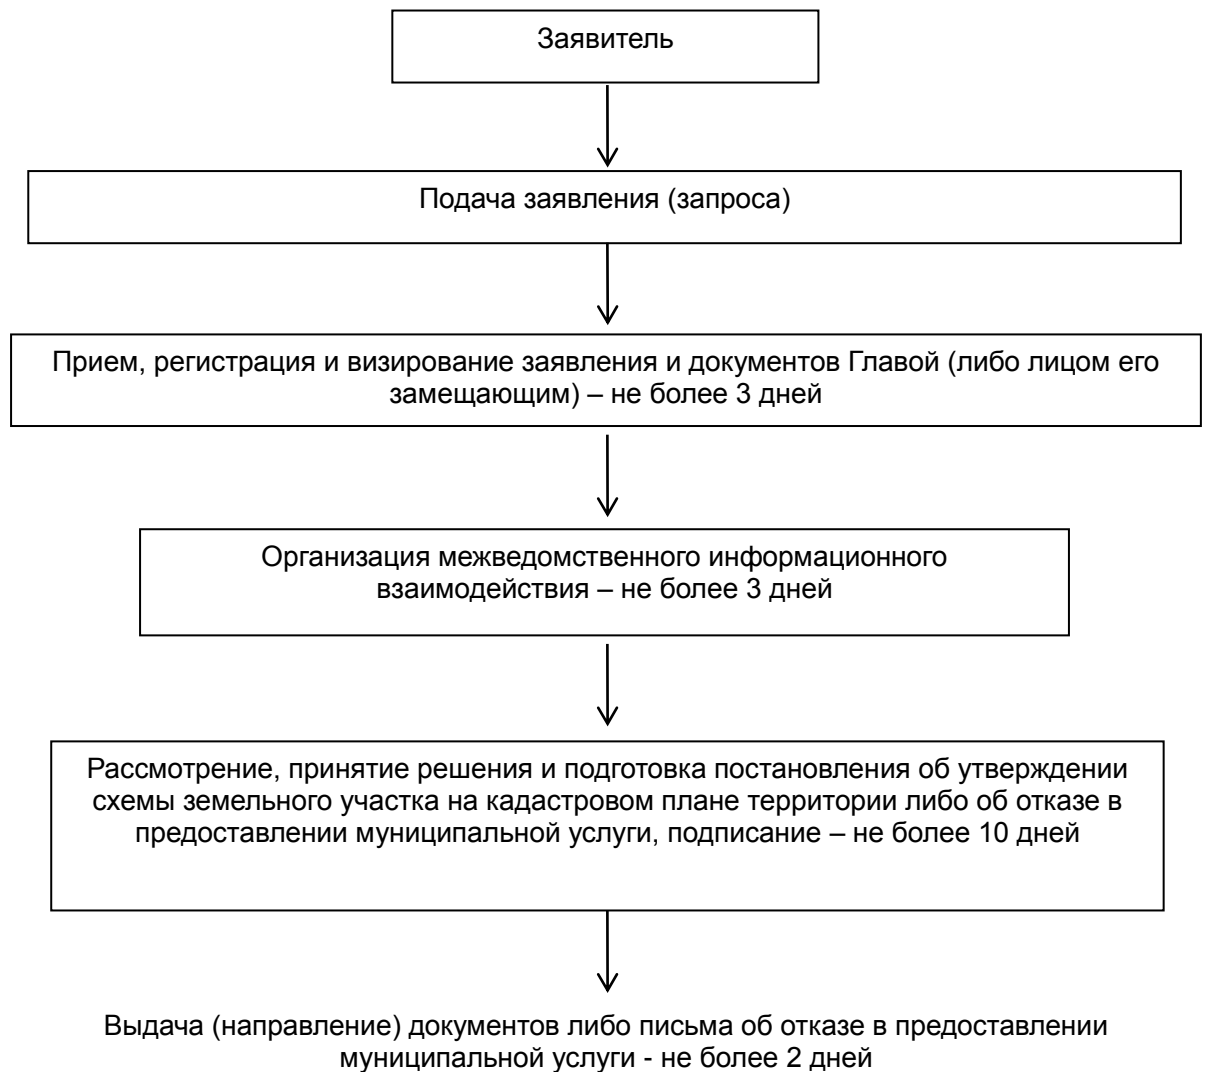 Заявитель
Подача заявления (запроса)
Прием, регистрация и визирование заявления и документов Главой (либо лицом его
замещающим) – не более 3 дней
Организация межведомственного информационного
взаимодействия – не более 3 дней
Рассмотрение, принятие решения и подготовка постановления об утверждении
схемы земельного участка на кадастровом плане территории либо об отказе в
предоставлении муниципальной услуги, подписание – не более 10 дней
Выдача (направление) документов либо письма об отказе в предоставлении
муниципальной услуги - не более 2 дней